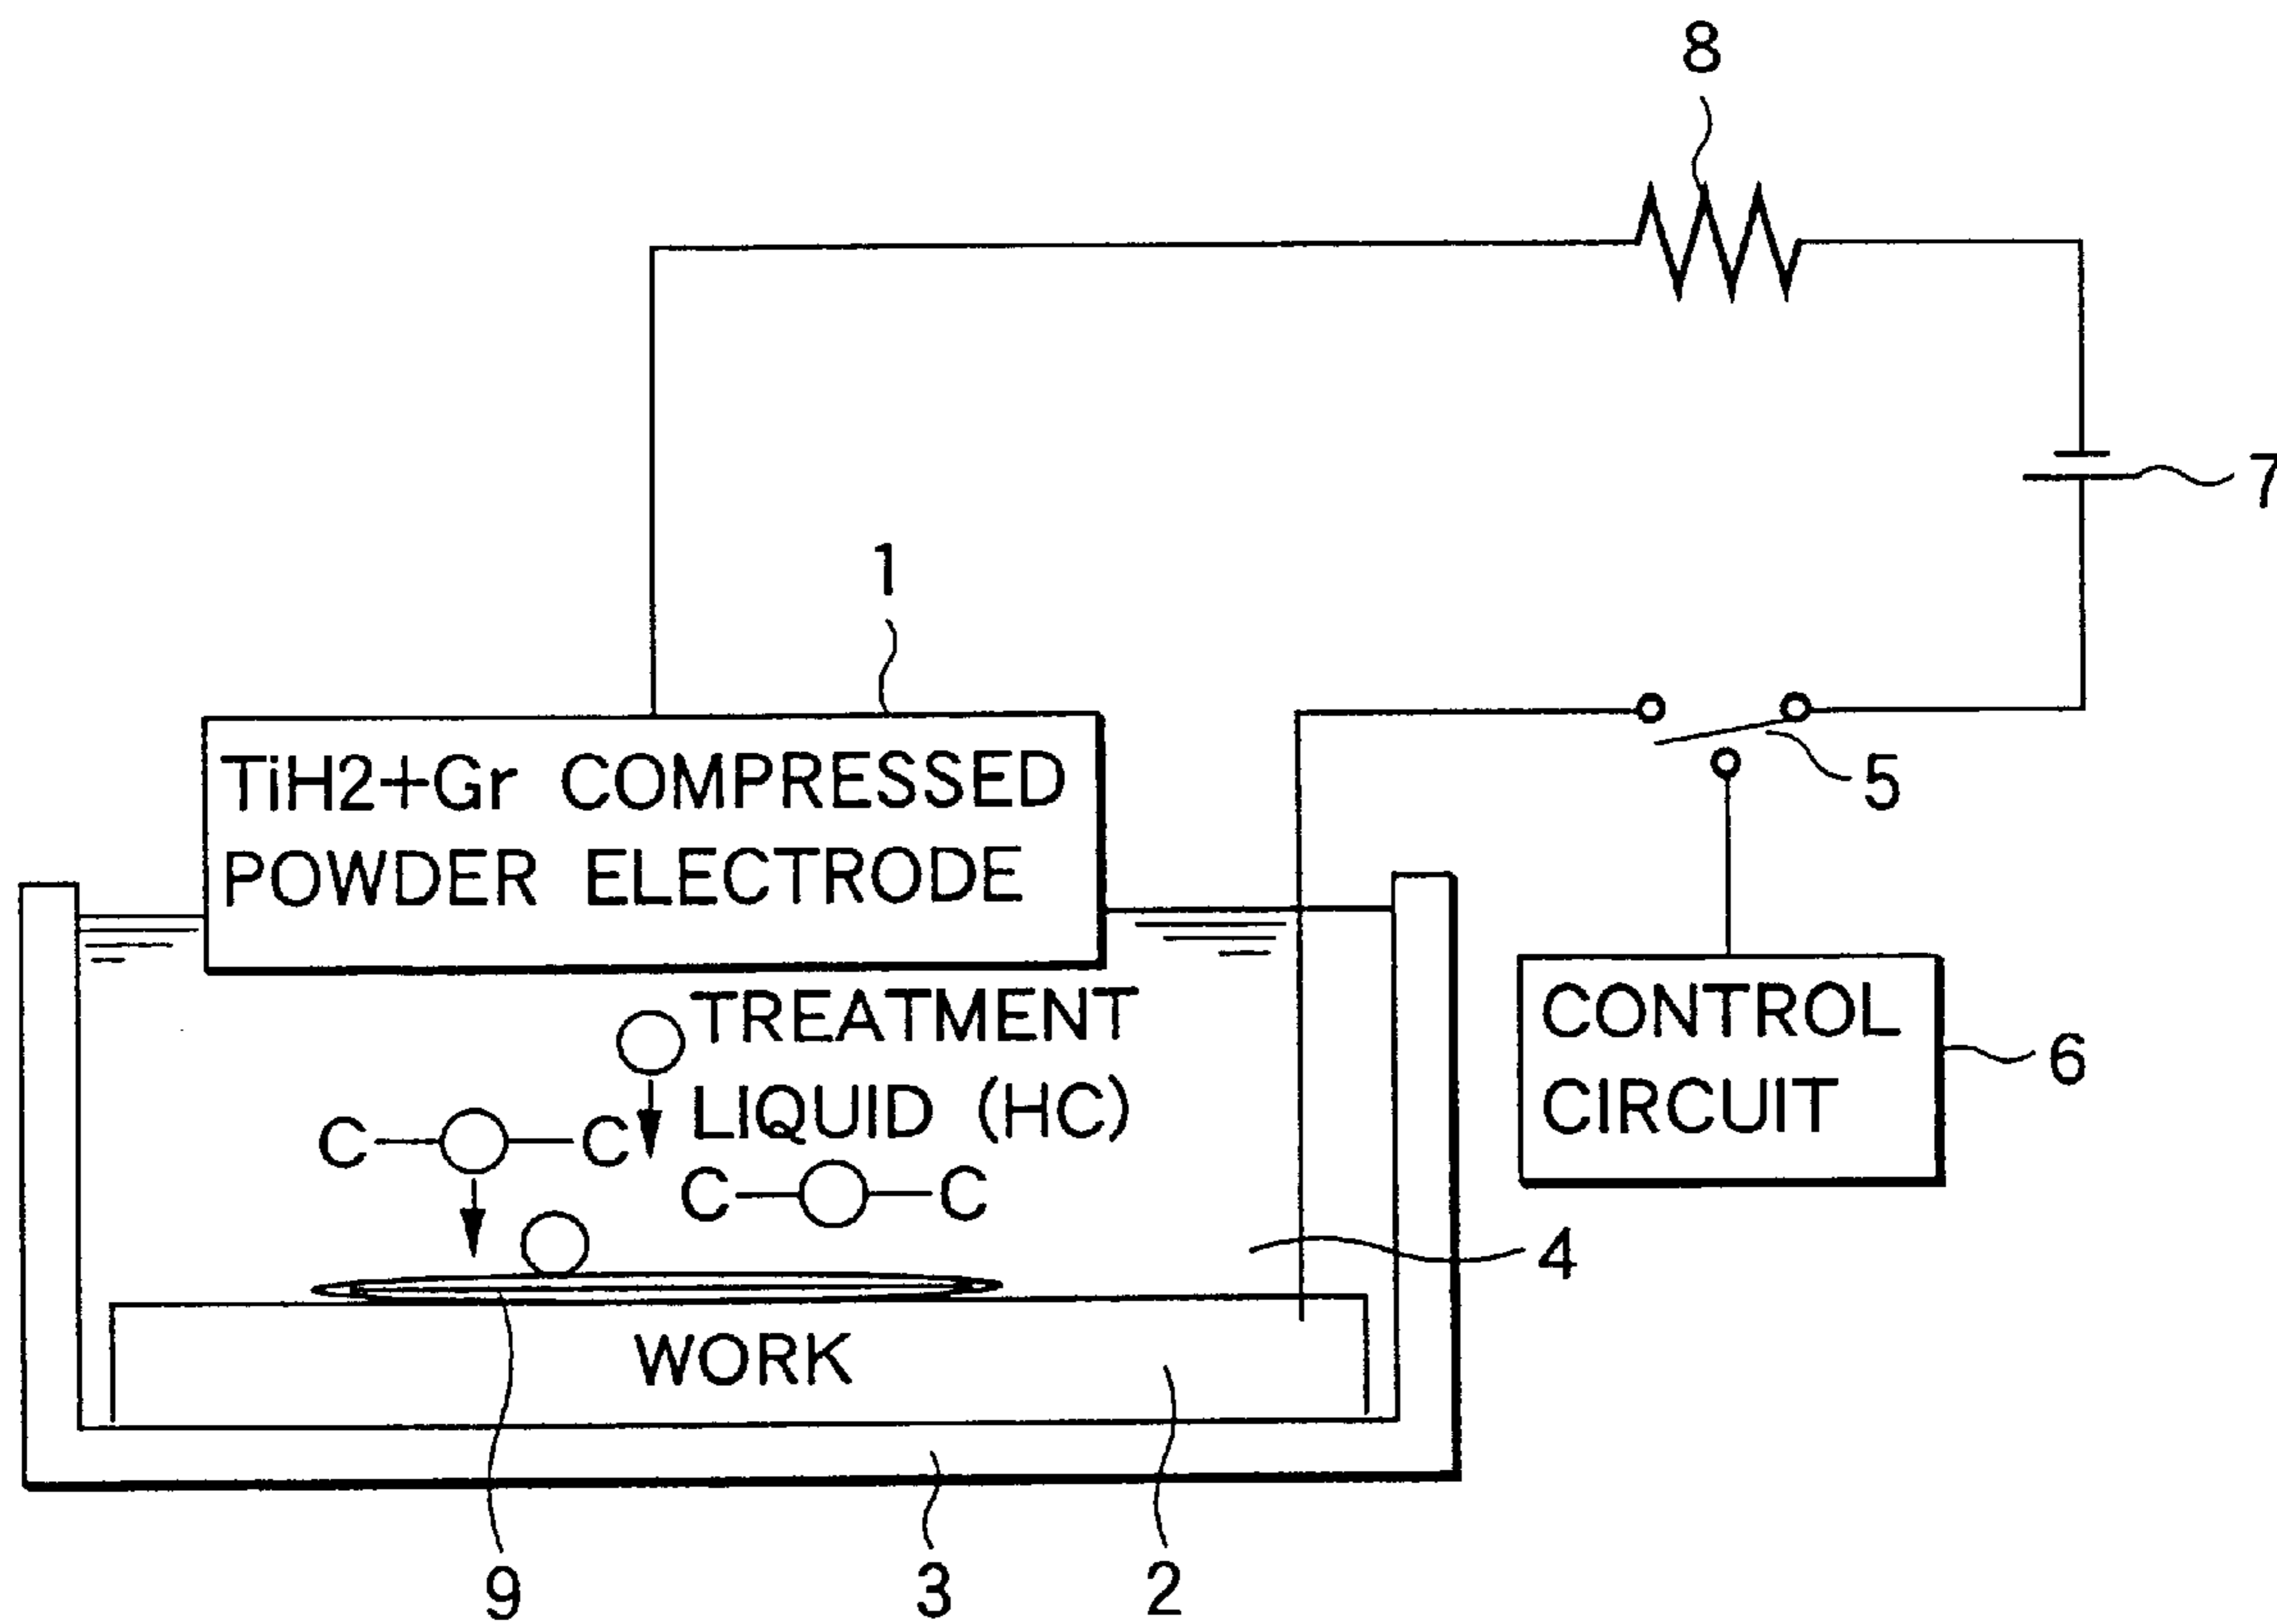 8
7
1
TiH2+Gr COMPRESSED
POWDER ELECTRODE
5
TREATMENT
LIQUID (HC)
CONTROL
CIRCUIT
6
C C
C C
4
WORK
9
3
2